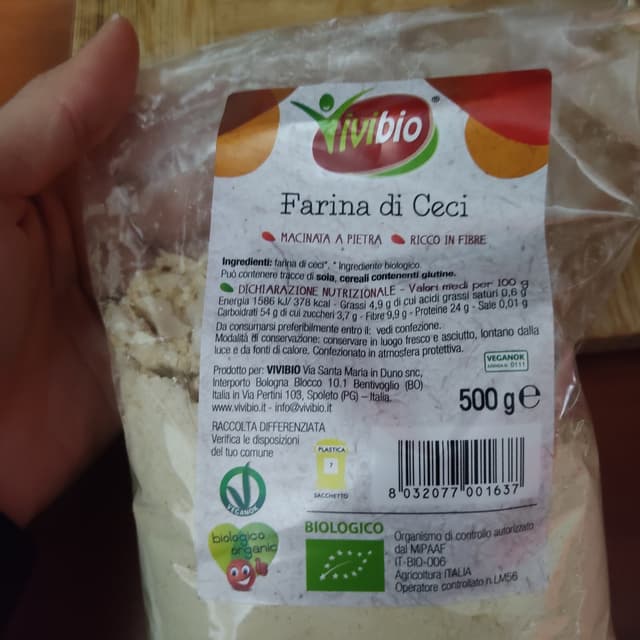 Vivibio®
Farina di Ceci
MACINATA A PIETRA RICCO IN FIBRE
Ingredienti: farina di ceci*. * Ingrediente biologico.
Può contenere tracce di soia, cereali contenenti glutine.
DICHIARAZIONE NUTRIZIONALE - Valori medi per 100 g
Energia 1586 kJ/ 378 kcal - Grassi 4,9 g di cui acidi grassi saturi 0,6 g
Carboidrati 54 g di cui zuccheri 3,7 g - Fibre 9,9 g - Proteine 24 g - Sale 0,01 g
Da consumarsi preferibilmente entro il: vedi confezione.
Modalità di conservazione: conservare in luogo fresco e asciutto, lontano dalla
luce e da fonti di calore. Confezionato in atmosfera protettiva.
Prodotto per: VIVIBIO Via Santa Maria in Duno snc,
Interporto Bologna Blocco 10.1 Bentivoglio (BO)
Italia in Via Pertini 103, Spoleto (PG) – Italia.
www.vivibio.it - info@vivibio.it
VEGANOK
0111
500 g e
RACCOLTA DIFFERENZIATA
Verifica le disposizioni
del tuo comune
PLASTICA
7
SACCHETTO
VEGANOK
8 032077 001637
biologico
organic
BIOLOGICO
Organismo di controllo autorizzato
dal MiPAAF
IT-BIO-006
Agricoltura ITALIA
Operatore controllato n.LM56